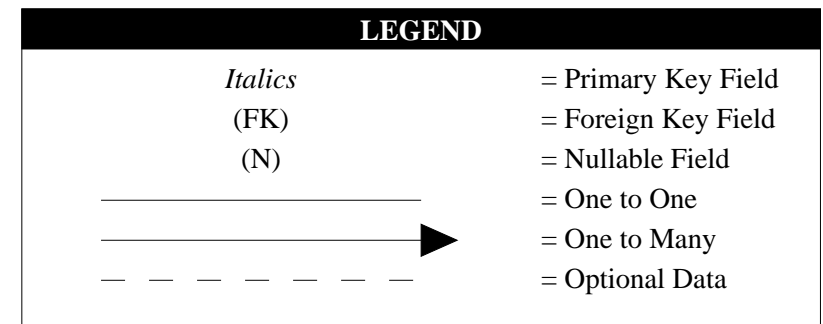 LEGEND
Italics = Primary Key Field
(FK) = Foreign Key Field
(N) = Nullable Field
= One to One
= One to Many
= Optional Data